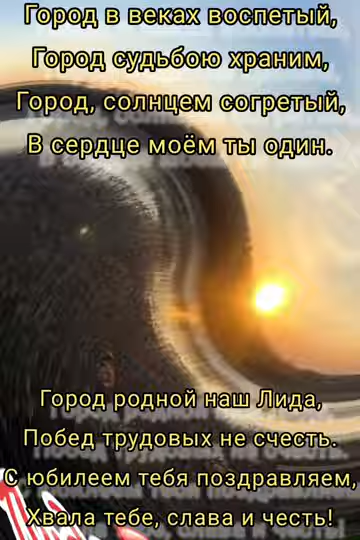 Город в веках воспетый,
Город судьбою храним,
Город, солнцем согретый,
В сердце моём ты один.
Город родной наш Лида,
Побед трудовых не счесть.
С юбилеем тебя поздравляем,
Хвала тебе, слава и честь!